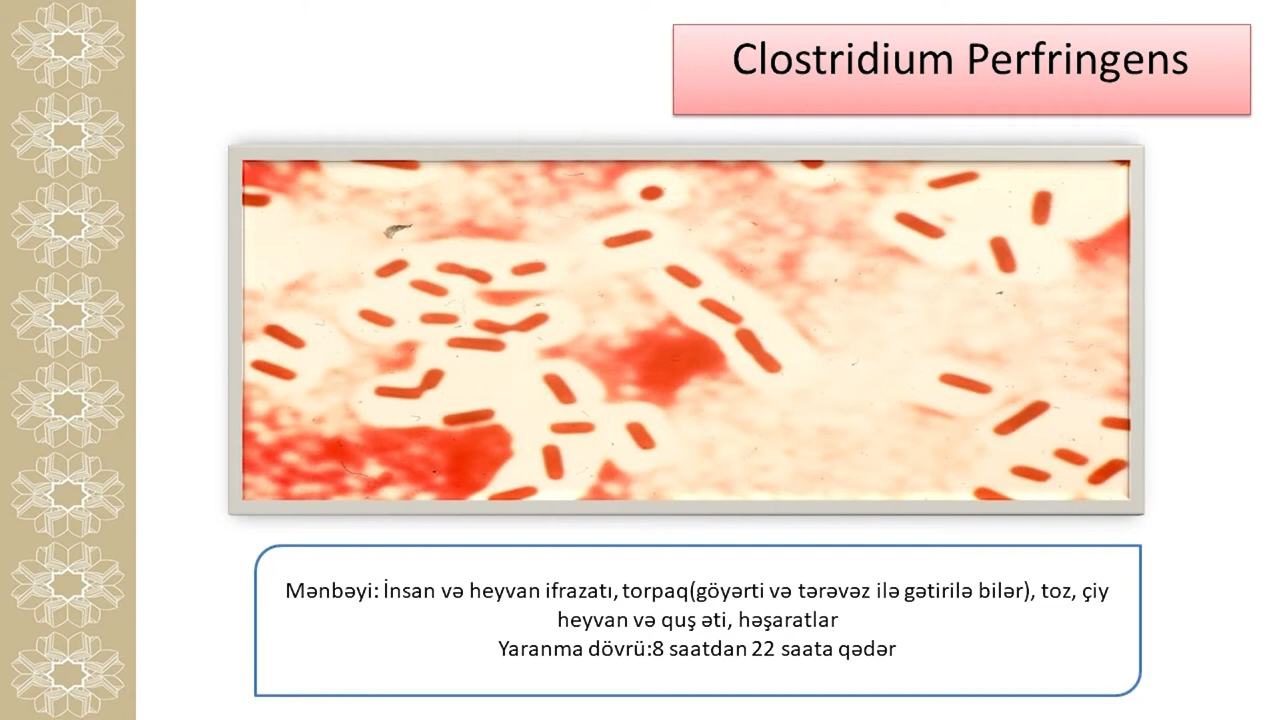 Clostridium Perfringens
Mənbəyi: İnsan və heyvan ifrazatı, torpaq(göyərti və tərəvəz ilə gətirilə bilər), toz, çiy
heyvan və quş əti, həşaratlar
Yaranma dövrü:8 saatdan 22 saata qədər